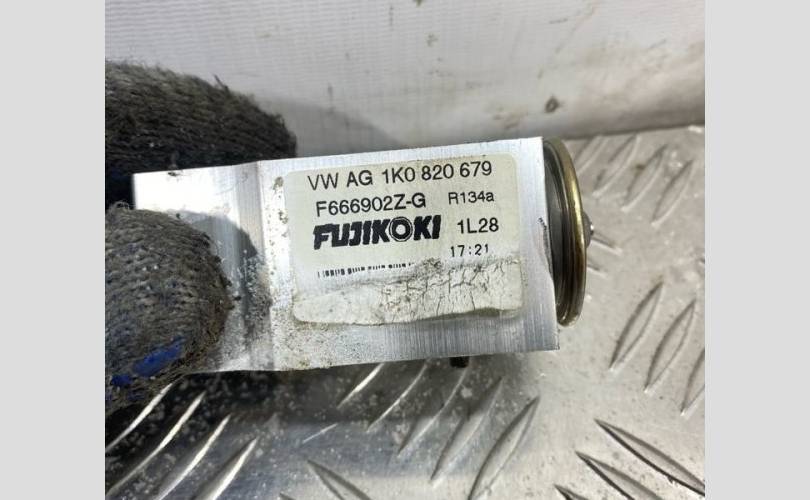 VW AG 1K0 820 679
F666902Z-G R134a
FUJIKOKI 1L28
17:21